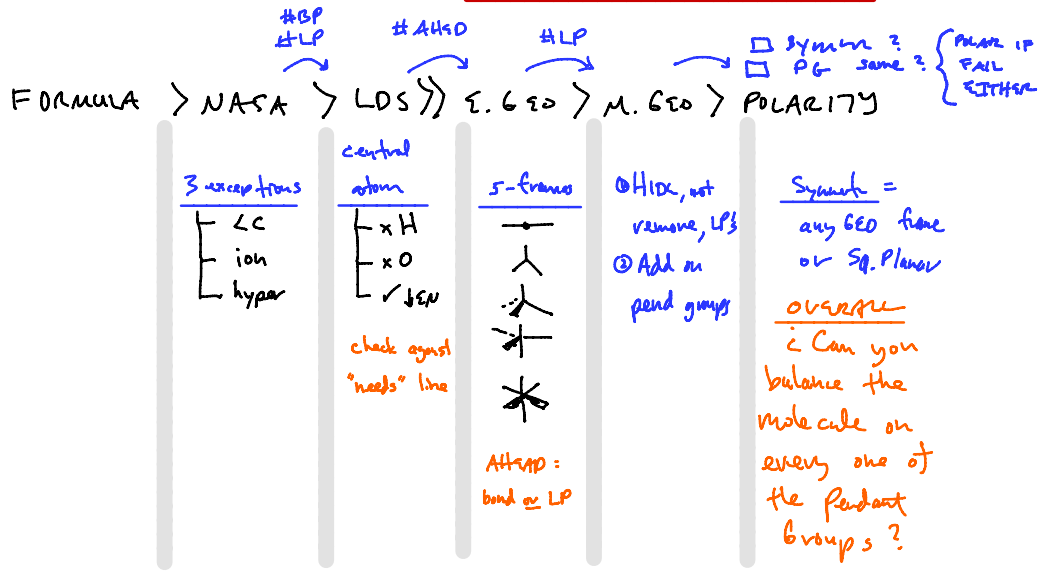 #BP
#LP
#AHEAD
#LP
□ symm ?
□ PG same ?
POLAR IF
FAIL
EITHER
FORMULA > NASA > LDS >> E. GEO > M. GEO > POLARITY
3 exceptions
<C
ion
hyper
central
atom
x H
x O
✓ ↓EN
check against
"needs" line
5-frames
AHEAD:
bond or LP
① HIDE, not
remove, LP's
② Add on
pend groups
Symmetr =
any GEO frame
or Sq. Planar
OVERALL
¿ Can you
balance the
molecule on
every one of
the Pendant
Groups ?